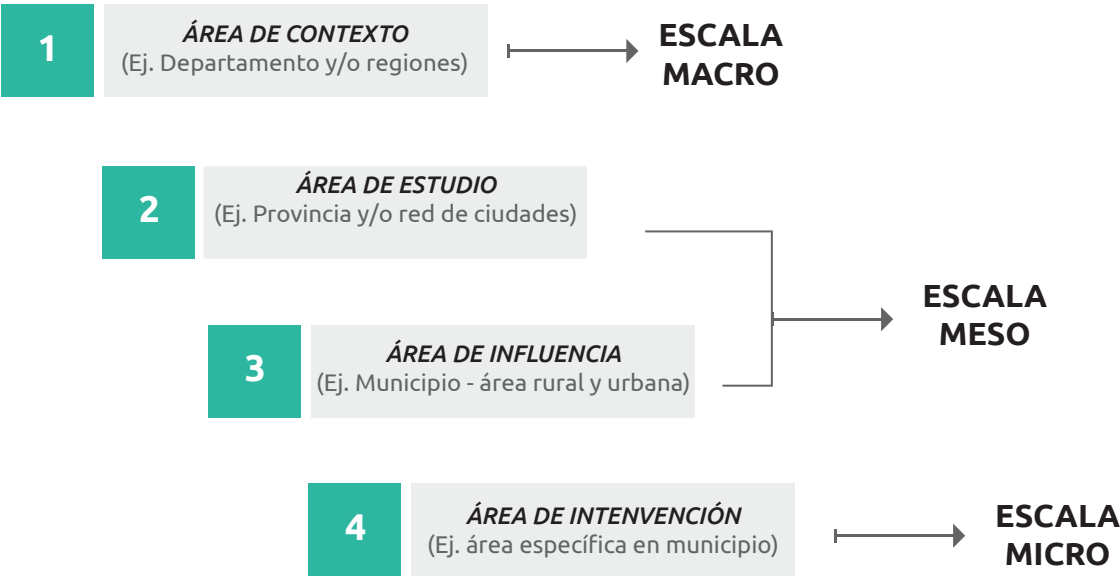 1
ÁREA DE CONTEXTO
(Ej. Departamento y/o regiones)
ESCALA
MACRO
2
ÁREA DE ESTUDIO
(Ej. Provincia y/o red de ciudades)
3
ÁREA DE INFLUENCIA
(Ej. Municipio - área rural y urbana)
ESCALA
MESO
4
ÁREA DE INTENVENCIÓN
(Ej. área específica en municipio)
ESCALA
MICRO